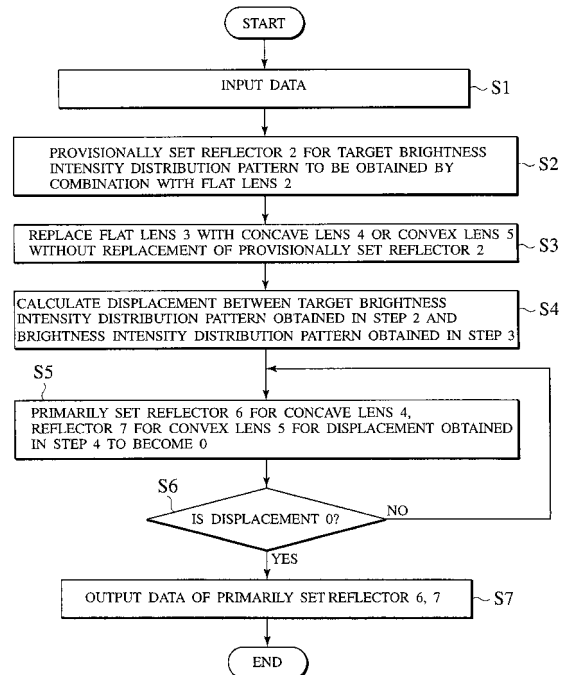 START
INPUT DATA
S1
PROVISIONALLY SET REFLECTOR 2 FOR TARGET BRIGHTNESS
INTENSITY DISTRIBUTION PATTERN TO BE OBTAINED BY
COMBINATION WITH FLAT LENS 2
S2
REPLACE FLAT LENS 3 WITH CONCAVE LENS 4 OR CONVEX LENS 5
WITHOUT REPLACEMENT OF PROVISIONALLY SET REFLECTOR 2
S3
CALCULATE DISPLACEMENT BETWEEN TARGET BRIGHTNESS
INTENSITY DISTRIBUTION PATTERN OBTAINED IN STEP 2 AND
BRIGHTNESS INTENSITY DISTRIBUTION PATTERN OBTAINED IN STEP 3
S4
S5
PRIMARILY SET REFLECTOR 6 FOR CONCAVE LENS 4,
REFLECTOR 7 FOR CONVEX LENS 5 FOR DISPLACEMENT OBTAINED
IN STEP 4 TO BECOME 0
S6
IS DISPLACEMENT 0?
NO
YES
OUTPUT DATA OF PRIMARILY SET REFLECTOR 6, 7
S7
END